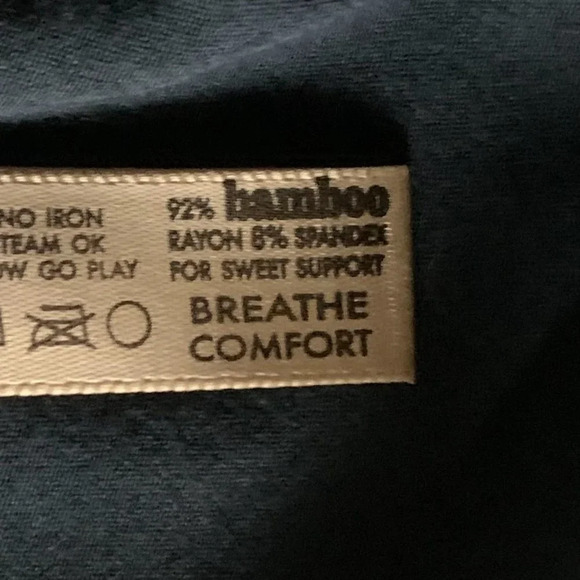 NO IRON
TEAM OK
OW GO PLAY
92% bamboo
RAYON 8% SPANDEX
FOR SWEET SUPPORT
BREATHE
COMFORT